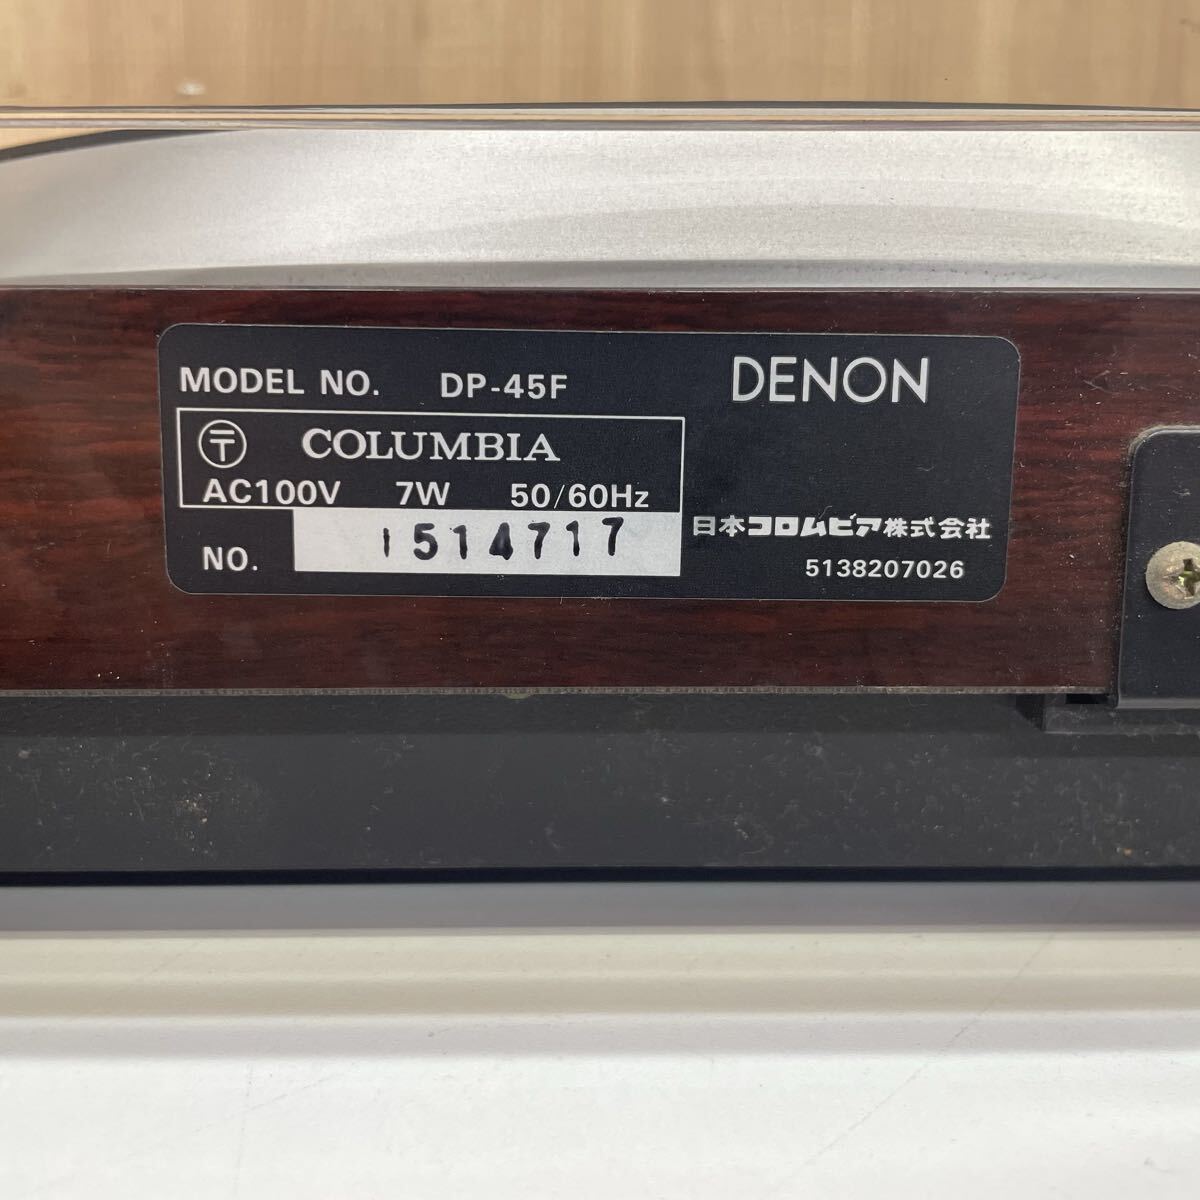 MODEL NO. DP-45F
DENON
〒 COLUMBIA
AC100V 7W 50/60Hz
NO. 1514717
日本コロムビア株式会社
5138207026